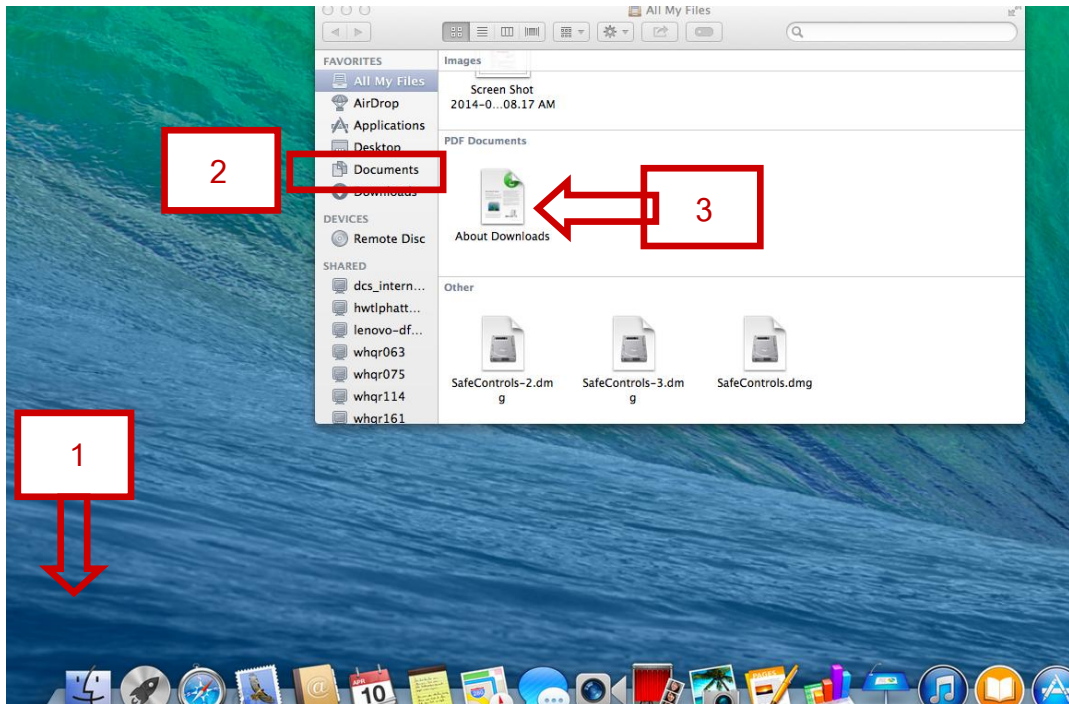 All My Files
FAVORITES
All My Files
AirDrop
Applications
Desktop
Documents
Downloads
DEVICES
Remote Disc
SHARED
dcs_intern...
hwtlphatt...
lenovo-df...
whqr063
whqr075
whqr114
whqr161
Images
Screen Shot
2014-0...08.17 AM
PDF Documents
About Downloads
Other
SafeControls-2.dm
g
SafeControls-3.dm
g
SafeControls.dmg
2
3
1
@
APR
10
PAGES